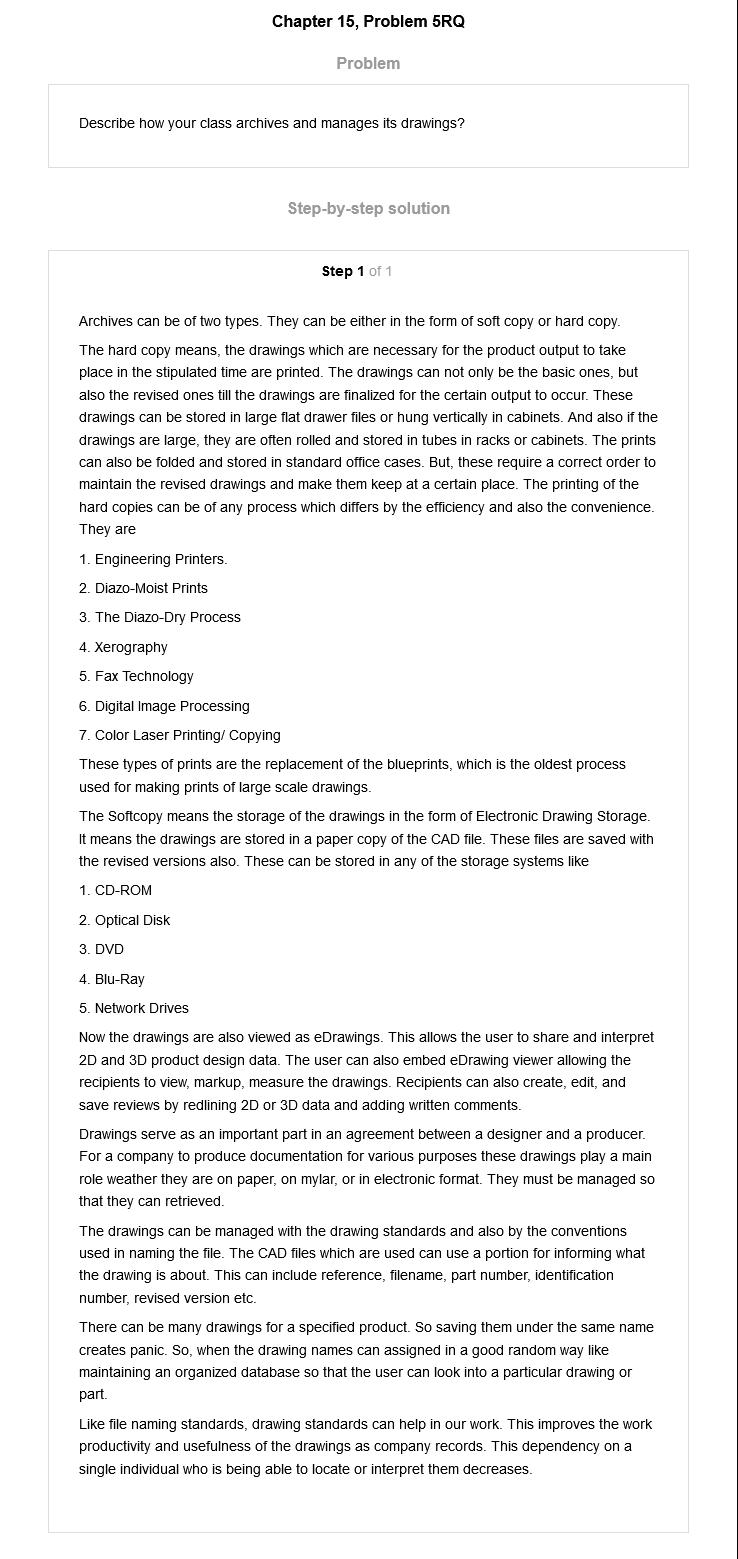 Chapter 15, Problem 5RQ
Problem
Describe how your class archives and manages its drawings?
Step-by-step solution
Step 1 of 1
Archives can be of two types. They can be either in the form of soft copy or hard copy.
The hard copy means, the drawings which are necessary for the product output to take
place in the stipulated time are printed. The drawings can not only be the basic ones, but
also the revised ones till the drawings are finalized for the certain output to occur. These
drawings can be stored in large flat drawer files or hung vertically in cabinets. And also if the
drawings are large, they are often rolled and stored in tubes in racks or cabinets. The prints
can also be folded and stored in standard office cases. But, these require a correct order to
maintain the revised drawings and make them keep at a certain place. The printing of the
hard copies can be of any process which differs by the efficiency and also the convenience.
They are
1. Engineering Printers.
2. Diazo-Moist Prints
3. The Diazo-Dry Process
4. Xerography
5. Fax Technology
6. Digital Image Processing
7. Color Laser Printing/ Copying
These types of prints are the replacement of the blueprints, which is the oldest process
used for making prints of large scale drawings.
The Softcopy means the storage of the drawings in the form of Electronic Drawing Storage.
It means the drawings are stored in a paper copy of the CAD file. These files are saved with
the revised versions also. These can be stored in any of the storage systems like
1. CD-ROM
2. Optical Disk
3. DVD
4. Blu-Ray
5. Network Drives
Now the drawings are also viewed as eDrawings. This allows the user to share and interpret
2D and 3D product design data. The user can also embed eDrawing viewer allowing the
recipients to view, markup, measure the drawings. Recipients can also create, edit, and
save reviews by redlining 2D or 3D data and adding written comments.
Drawings serve as an important part in an agreement between a designer and a producer.
For a company to produce documentation for various purposes these drawings play a main
role weather they are on paper, on mylar, or in electronic format. They must be managed so
that they can retrieved.
The drawings can be managed with the drawing standards and also by the conventions
used in naming the file. The CAD files which are used can use a portion for informing what
the drawing is about. This can include reference, filename, part number, identification
number, revised version etc.
There can be many drawings for a specified product. So saving them under the same name
creates panic. So, when the drawing names can assigned in a good random way like
maintaining an organized database so that the user can look into a particular drawing or
part.
Like file naming standards, drawing standards can help in our work. This improves the work
productivity and usefulness of the drawings as company records. This dependency on a
single individual who is being able to locate or interpret them decreases.